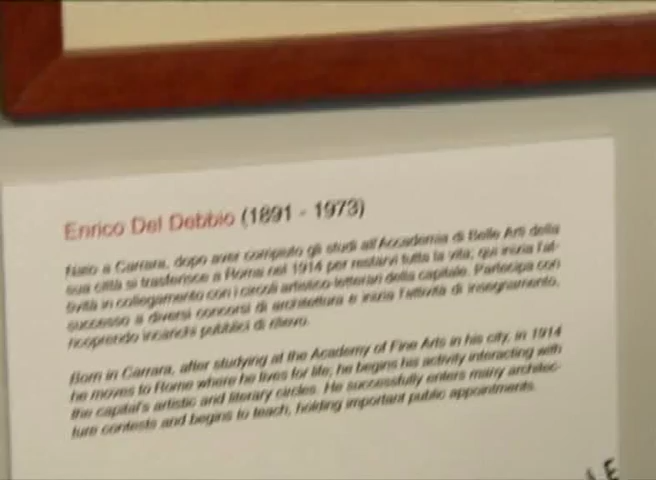 Enrico Del Debbio (1891 - 1973)
Nato a Carrara, dopo aver compiuto gli studi all'Accademia di Belle Arti della
sua città si trasferisce a Roma nel 1914 per restarvi tutta la vita; qui inizia l'at-
tività in collegamento con i circoli artistico-letterari della capitale. Partecipa con
successo a diversi concorsi di architettura e inizia l'attività di insegnamento,
ricoprendo incarichi pubblici di rilievo.
Born in Carrara, after studying at the Academy of Fine Arts in his city, in 1914
he moves to Rome where he lives for life; he begins his activity interacting with
the capital's artistic and literary circles. He successfully enters many architec-
ture contests and begins to teach, holding important public appointments.